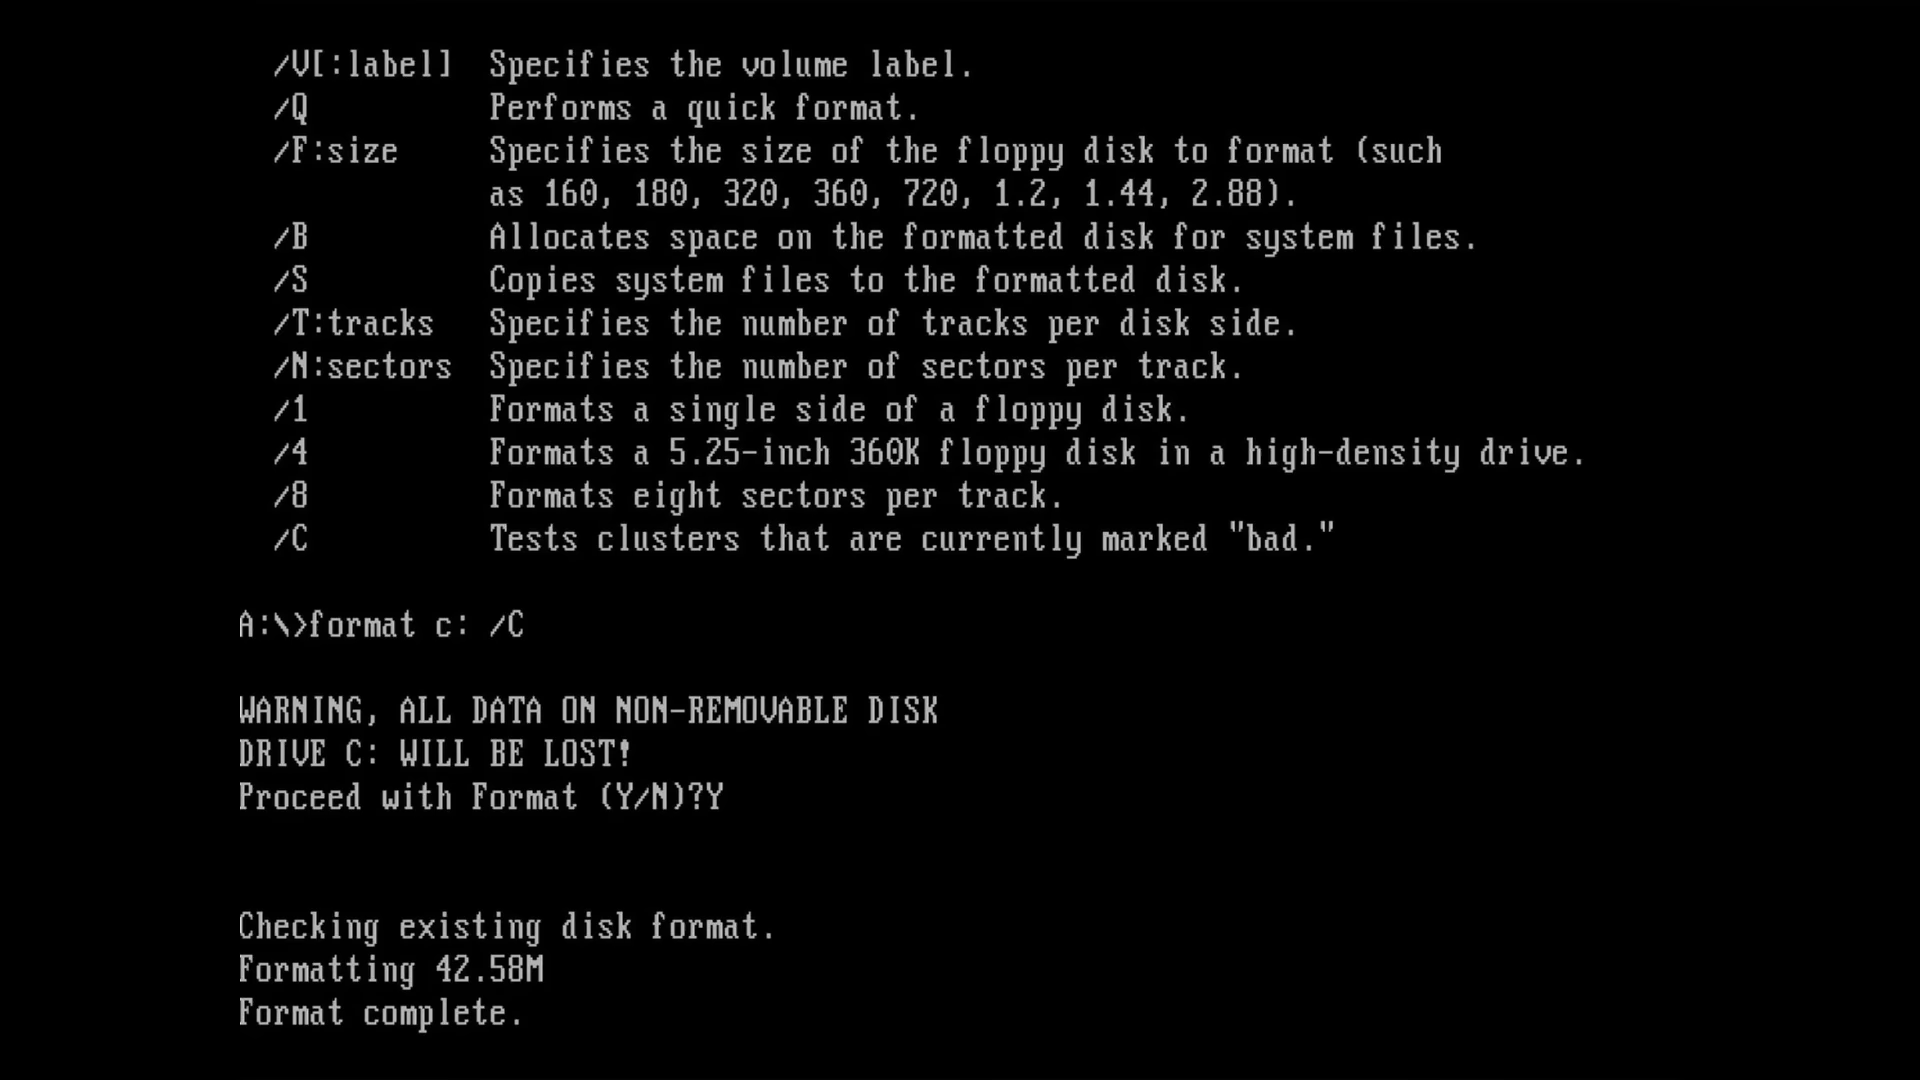 /V[:label] Specifies the volume label.
/Q Performs a quick format.
/F:size Specifies the size of the floppy disk to format (such
as 160, 180, 320, 360, 720, 1.2, 1.44, 2.88).
/B Allocates space on the formatted disk for system files.
/S Copies system files to the formatted disk.
/T:tracks Specifies the number of tracks per disk side.
/N:sectors Specifies the number of sectors per track.
/1 Formats a single side of a floppy disk.
/4 Formats a 5.25-inch 360K floppy disk in a high-density drive.
/8 Formats eight sectors per track.
/C Tests clusters that are currently marked "bad."
A:\>format c: /C
WARNING, ALL DATA ON NON-REMOVABLE DISK
DRIVE C: WILL BE LOST!
Proceed with Format (Y/N)?Y
Checking existing disk format.
Formatting 42.58M
Format complete.